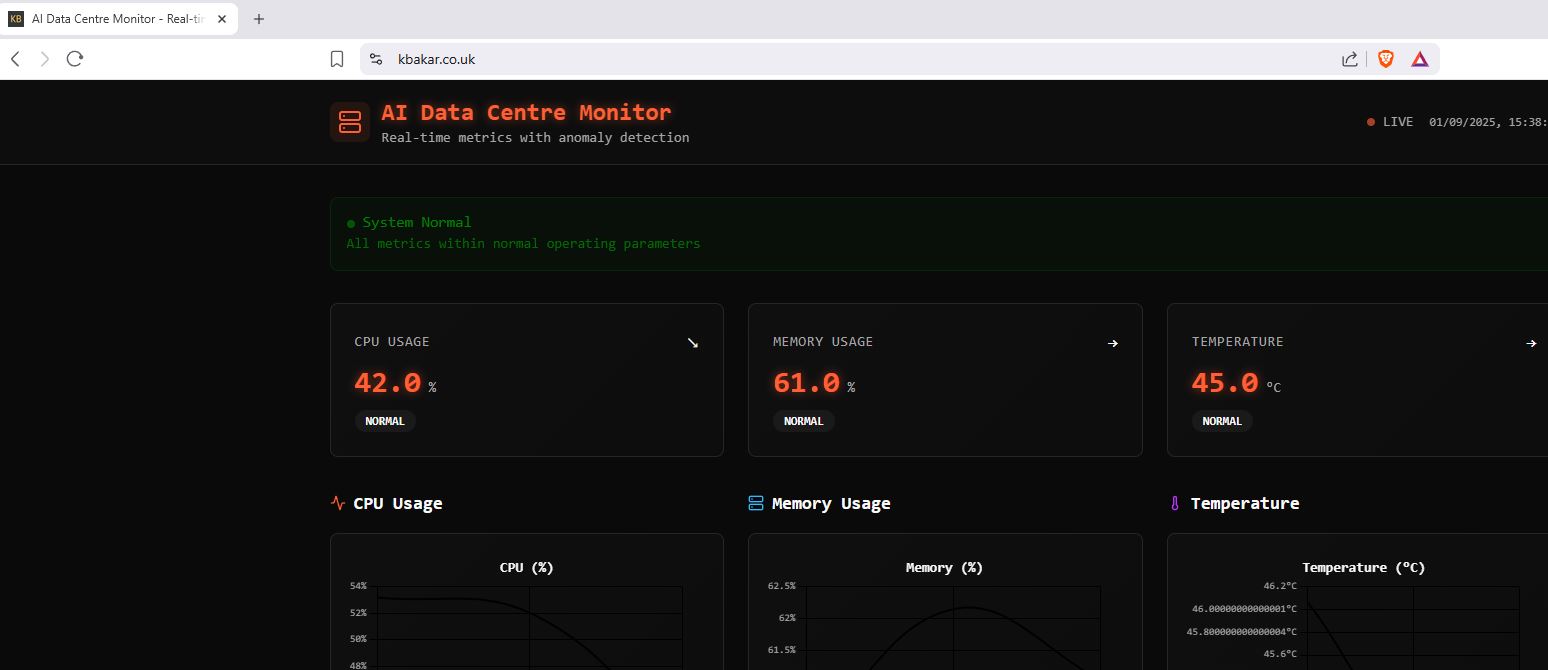 KB AI Data Centre Monitor - Real-tir
kbakar.co.uk
AI Data Centre Monitor
Real-time metrics with anomaly detection
LIVE 01/09/2025, 15:38:
System Normal
All metrics within normal operating parameters
CPU USAGE
42.0 %
NORMAL
MEMORY USAGE
61.0 %
NORMAL
TEMPERATURE
45.0 °C
NORMAL
CPU Usage
CPU (%)
54%
52%
50%
48%
Memory Usage
Memory (%)
62.5%
62%
61.5%
Temperature
Temperature (°C)
46.2°C
46.00000000000001°C
45.800000000000004°C
45.6°C